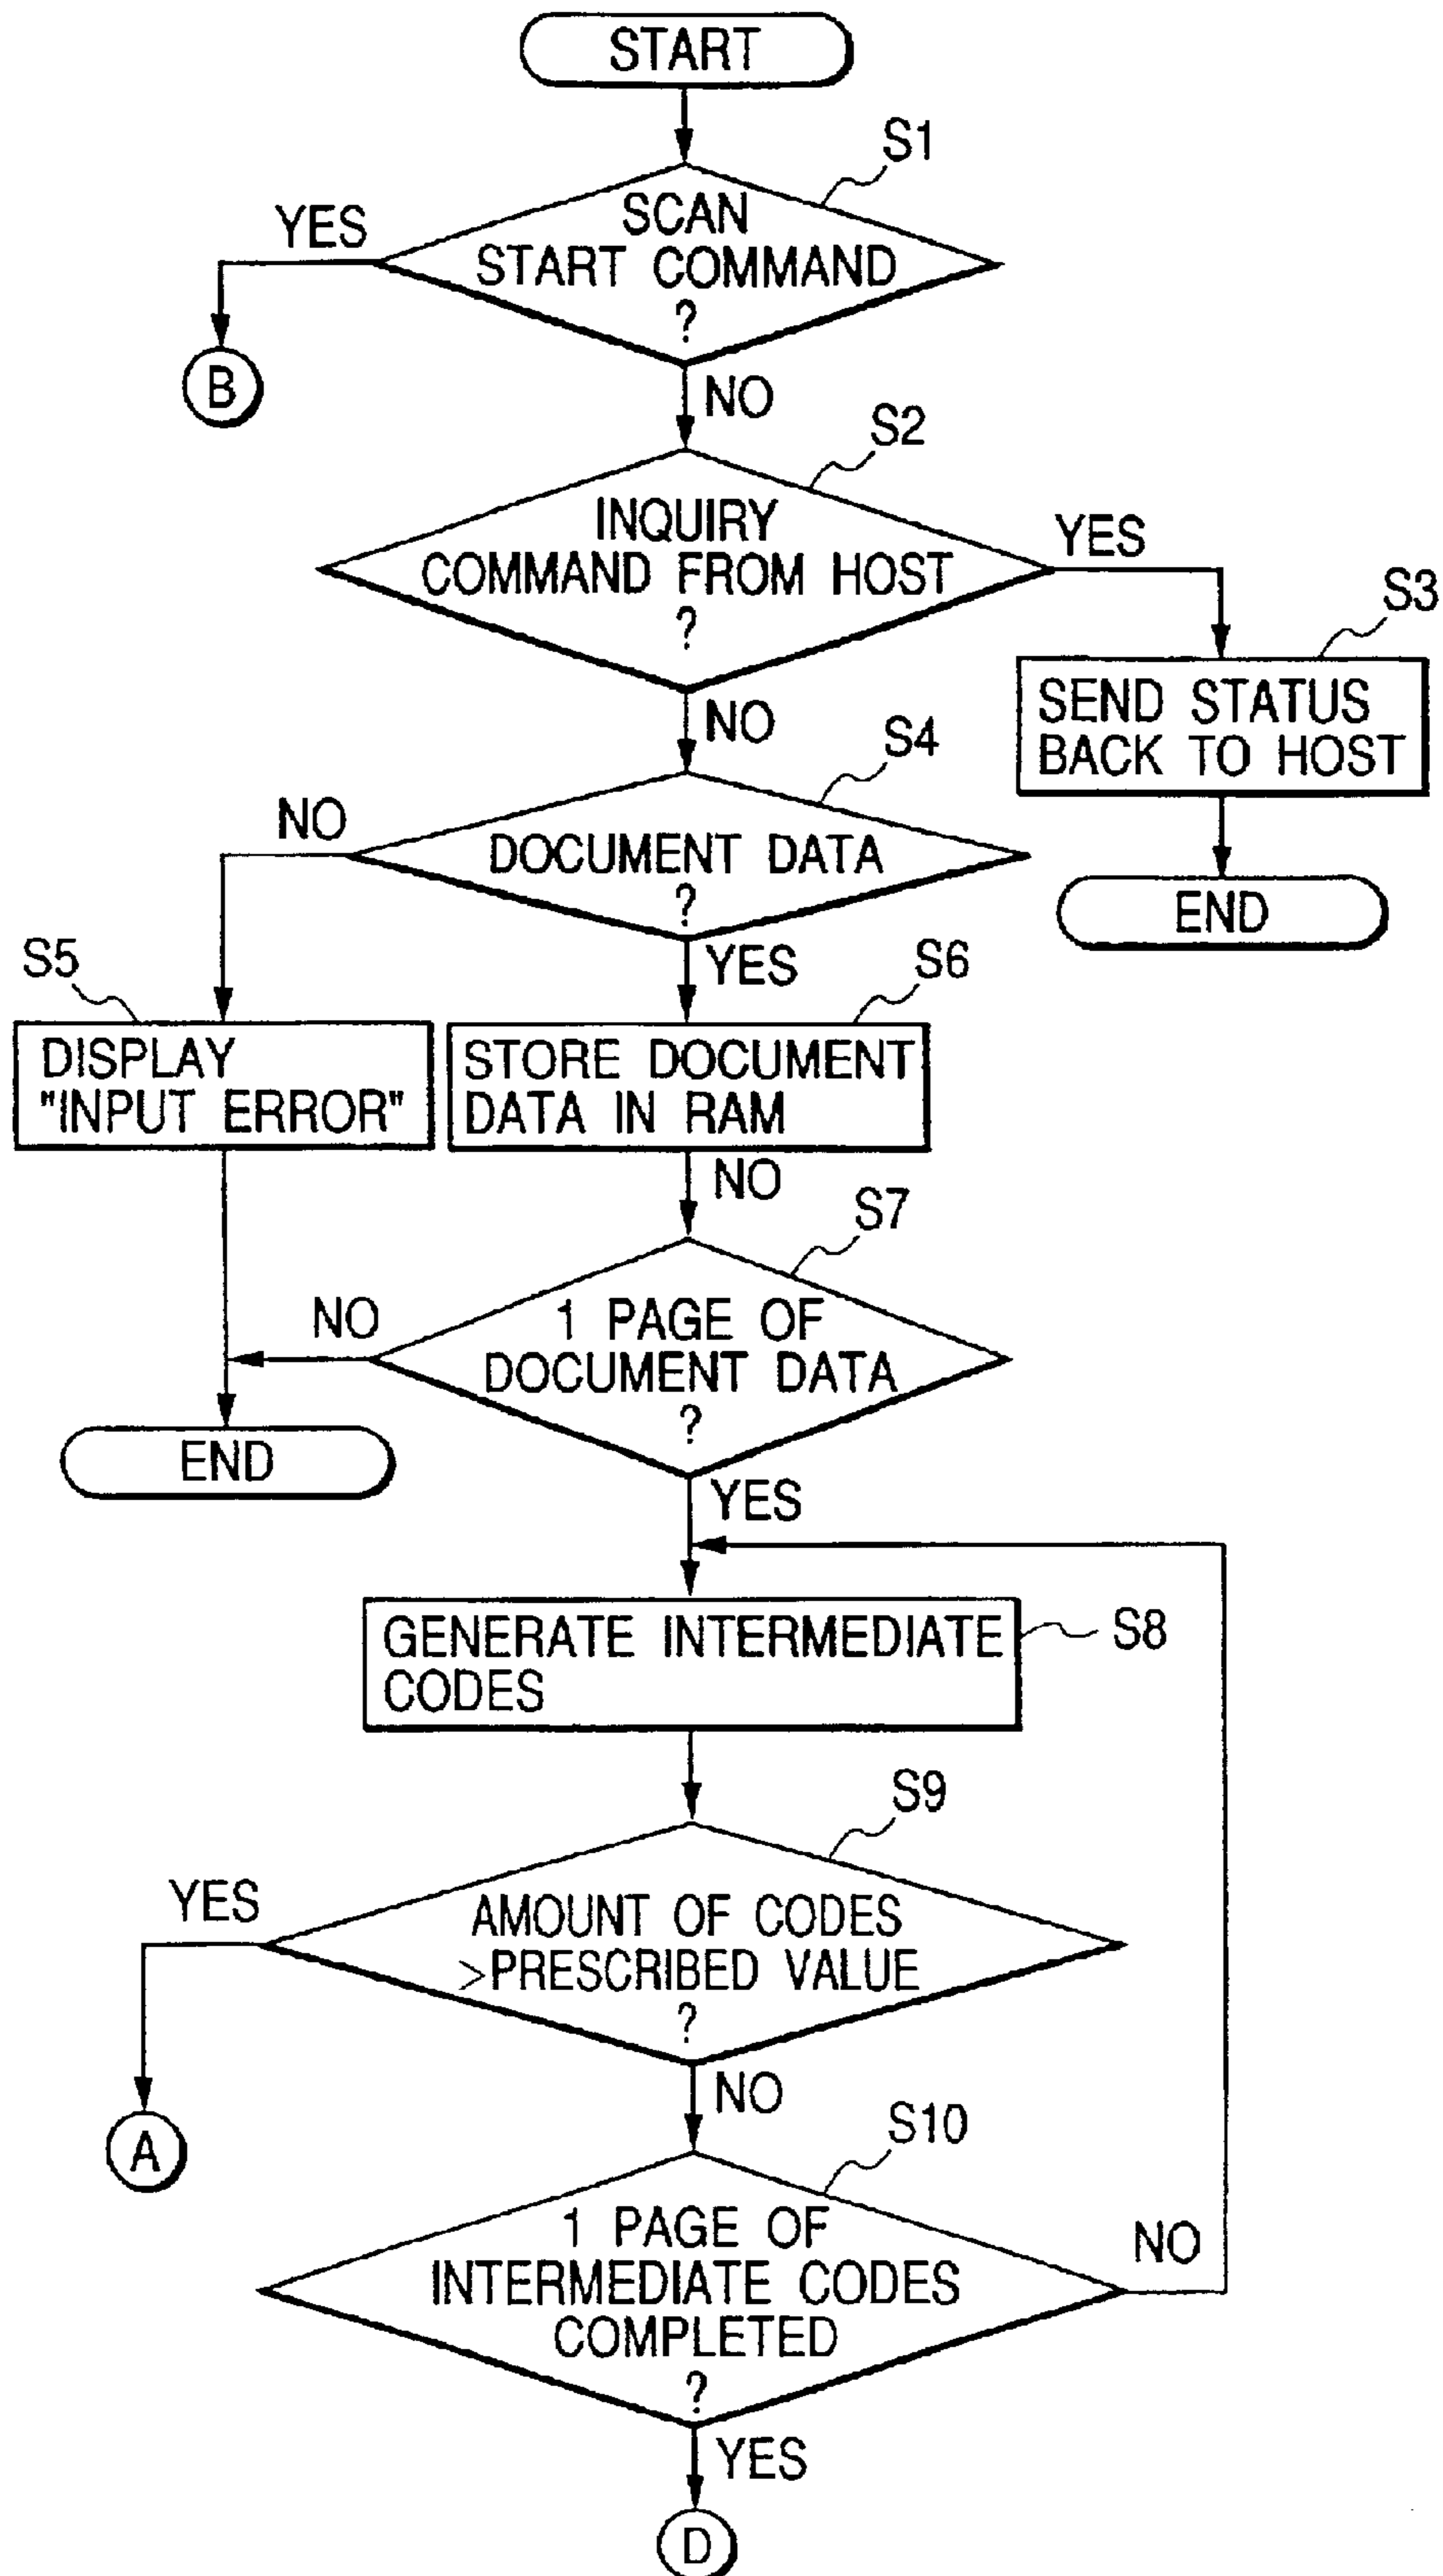 START
S1
SCAN
START COMMAND
?
YES
B
NO
S2
INQUIRY
COMMAND FROM HOST
?
YES
S3
SEND STATUS
BACK TO HOST
END
NO
S4
DOCUMENT DATA
?
NO
S5
DISPLAY
"INPUT ERROR"
YES
S6
STORE DOCUMENT
DATA IN RAM
NO
S7
1 PAGE OF
DOCUMENT DATA
?
NO
END
YES
GENERATE INTERMEDIATE
CODES
S8
S9
AMOUNT OF CODES
>PRESCRIBED VALUE
?
YES
A
NO
S10
1 PAGE OF
INTERMEDIATE CODES
COMPLETED
?
NO
YES
D